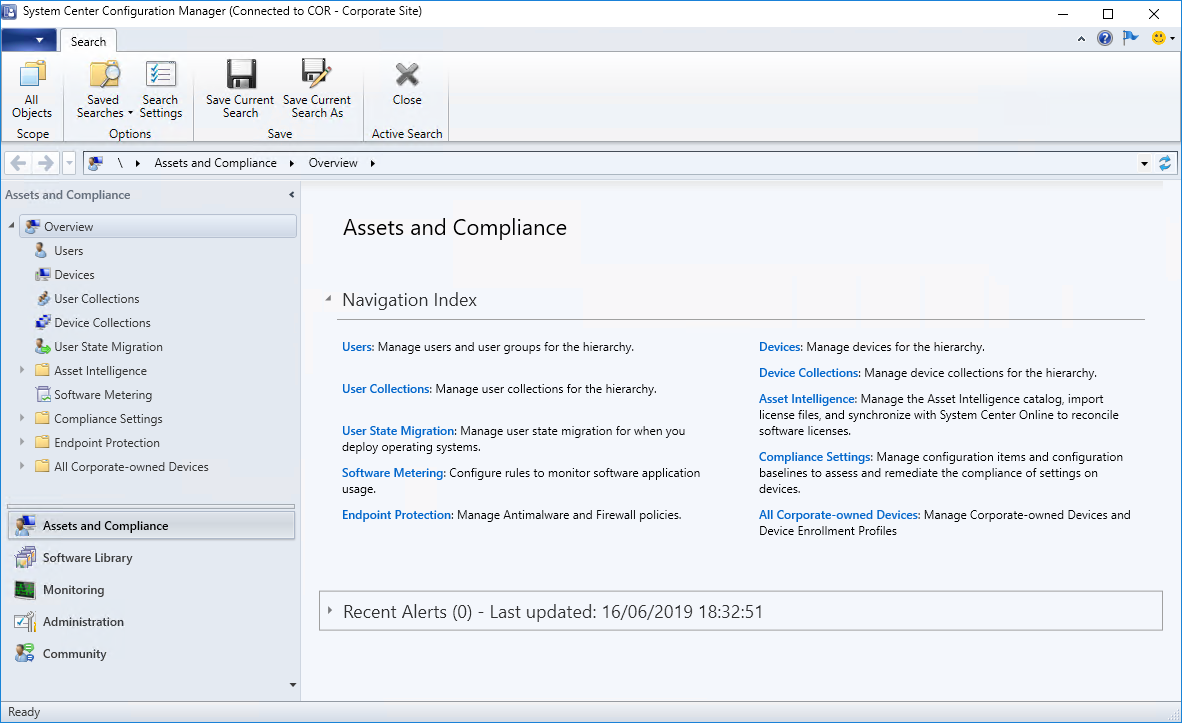 System Center Configuration Manager (Connected to COR - Corporate Site)
Search
All Objects
Saved Searches
Search Settings
Save Current Search
Save Current Search As
Close
Scope
Options
Save
Active Search
\ Assets and Compliance Overview
Assets and Compliance
Overview
Users
Devices
User Collections
Device Collections
User State Migration
Asset Intelligence
Software Metering
Compliance Settings
Endpoint Protection
All Corporate-owned Devices
Assets and Compliance
Software Library
Monitoring
Administration
Community
Assets and Compliance
Navigation Index
Users: Manage users and user groups for the hierarchy.
User Collections: Manage user collections for the hierarchy.
User State Migration: Manage user state migration for when you
deploy operating systems.
Software Metering: Configure rules to monitor software application
usage.
Endpoint Protection: Manage Antimalware and Firewall policies.
Devices: Manage devices for the hierarchy.
Device Collections: Manage device collections for the hierarchy.
Asset Intelligence: Manage the Asset Intelligence catalog, import
license files, and synchronize with System Center Online to reconcile
software licenses.
Compliance Settings: Manage configuration items and configuration
baselines to assess and remediate the compliance of settings on
devices.
All Corporate-owned Devices: Manage Corporate-owned Devices and
Device Enrollment Profiles
Recent Alerts (0) - Last updated: 16/06/2019 18:32:51
Ready